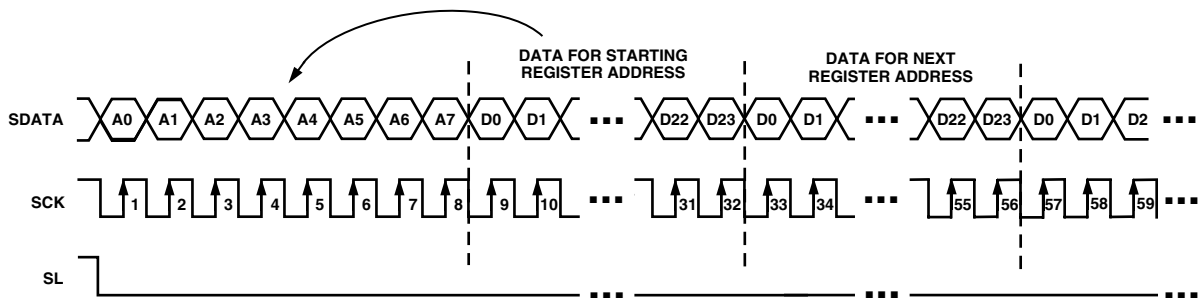 DATA FOR STARTING
REGISTER ADDRESS
DATA FOR NEXT
REGISTER ADDRESS
SDATA A0 A1 A2 A3 A4 A5 A6 A7 D0 D1 D22 D23 D0 D1 D22 D23 D0 D1 D2
SCK 1 2 3 4 5 6 7 8 9 10 31 32 33 34 55 56 57 58 59
SL